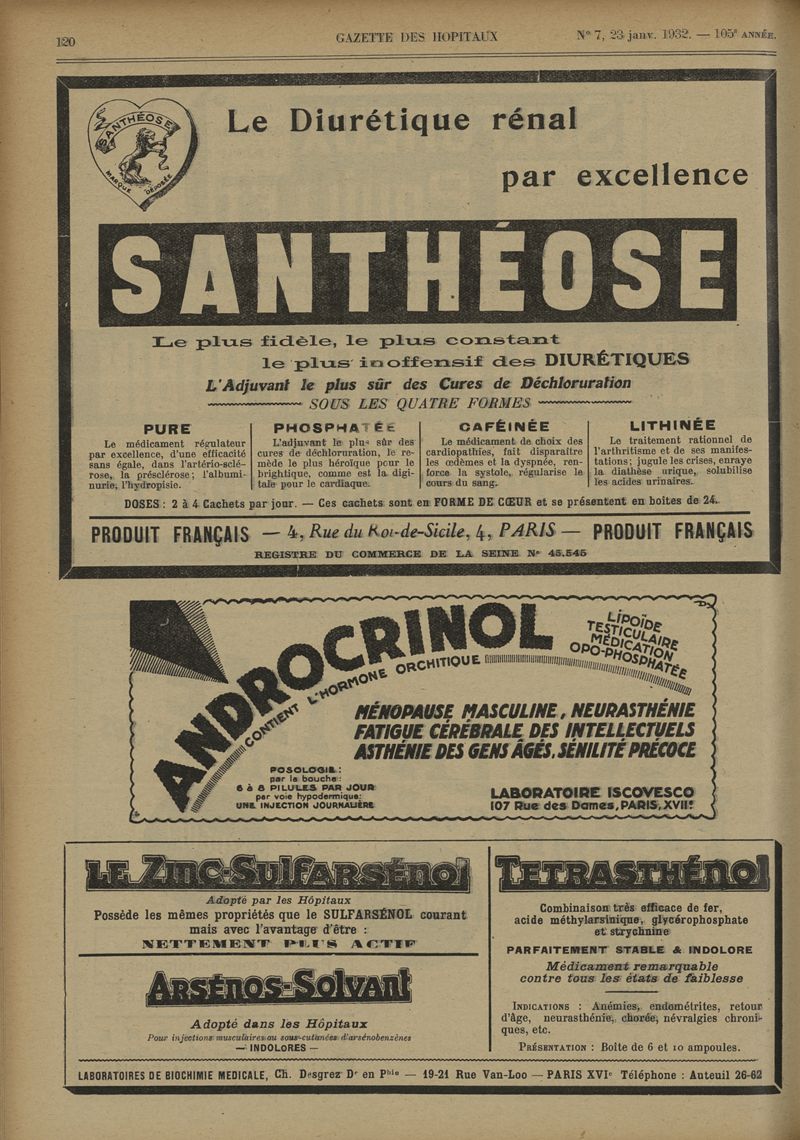 120
GAZETTE DES HOPITAUX
N° 7, 23 janv. 1932. — 105e ANNÉE.
SANTHÉOSE
MARQUE DÉPOSÉE
Le Diurétique rénal
par excellence
SANTHÉOSE
Le plus fidèle, le plus constant
le plus inoffensif des DIURÉTIQUES
L'Adjuvant le plus sûr des Cures de Déchloruration
SOUS LES QUATRE FORMES
PURE
Le médicament régulateur
par excellence, d'une efficacité
sans égale, dans l'artério-sclé-
rose, la présclérose; l'albumi-
nurie, l'hydropisie.
PHOSPHATÉE
L'adjuvant le plus sûr des
cures de déchloruration, le re-
mède le plus héroïque pour le
brightique, comme est la digi-
tale pour le cardiaque.
CAFÉINÉE
Le médicament de choix des
cardiopathies, fait disparaître
les œdèmes et la dyspnée, ren-
force la systole, régularise le
cours du sang.
LITHINÉE
Le traitement rationnel de
l'arthritisme et de ses manifes-
tations; jugule les crises, enraye
la diathèse urique, solubilise
les acides urinaires.
DOSES : 2 à 4 Cachets par jour. — Ces cachets sont en FORME DE CŒUR et se présentent en boîtes de 24.
PRODUIT FRANÇAIS — 4, Rue du Roi-de-Sicile, 4, PARIS — PRODUIT FRANÇAIS
REGISTRE DU COMMERCE DE LA SEINE N° 45.545
ANDROCRINOL
CONTIENT L'HORMONE ORCHITIQUE
LIPOÏDE
TESTICULAIRE
MÉDICATION
OPO-PHOSPHATÉE
MÉNOPAUSE MASCULINE, NEURASTHÉNIE
FATIGUE CÉRÉBRALE DES INTELLECTUELS
ASTHÉNIE DES GENS ÂGÉS, SÉNILITÉ PRÉCOCE
POSOLOGIE:
par la bouche:
6 à 8 PILULES PAR JOUR
par voie hypodermique:
UNE INJECTION JOURNALIÈRE
LABORATOIRE ISCOVESCO
107 Rue des Dames, PARIS, XVIIe
LE Zinc-Sulfarsénol
Adopté par les Hôpitaux
Possède les mêmes propriétés que le SULFARSÉNOL courant
mais avec l'avantage d'être :
NETTEMENT PLUS ACTIF
Arsénos-Solvant
Adopté dans les Hôpitaux
Pour injections musculaires ou sous-cutanées d'arsénobenzènes
— INDOLORES —
TETRASTHÉNOL
Combinaison très efficace de fer,
acide méthylarsinique, glycérophosphate
et strychnine
PARFAITEMENT STABLE & INDOLORE
Médicament remarquable
contre tous les états de faiblesse
INDICATIONS : Anémies, endométrites, retour
d'âge, neurasthénie, chorée, névralgies chroni-
ques, etc.
PRÉSENTATION : Boîte de 6 et 10 ampoules.
LABORATOIRES DE BIOCHIMIE MEDICALE, Ch. Desgrez Dr en Phie — 19-21 Rue Van-Loo — PARIS XVIe Téléphone : Auteuil 26-62